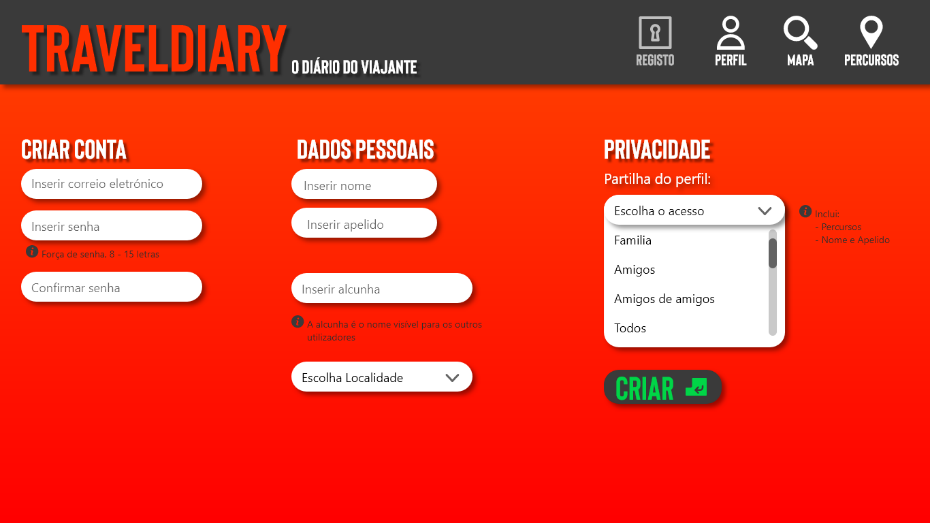 TRAVELDIARY
O DIÁRIO DO VIAJANTE
REGISTO
PERFIL
MAPA
PERCURSOS
CRIAR CONTA
Inserir correio eletrónico
Inserir senha
Força de senha. 8 - 15 letras
Confirmar senha
DADOS PESSOAIS
Inserir nome
Inserir apelido
Inserir alcunha
A alcunha é o nome visível para os outros
utilizadores
Escolha Localidade
PRIVACIDADE
Partilha do perfil:
Escolha o acesso
Família
Amigos
Amigos de amigos
Todos
Inclui:
- Percursos
- Nome e Apelido
CRIAR